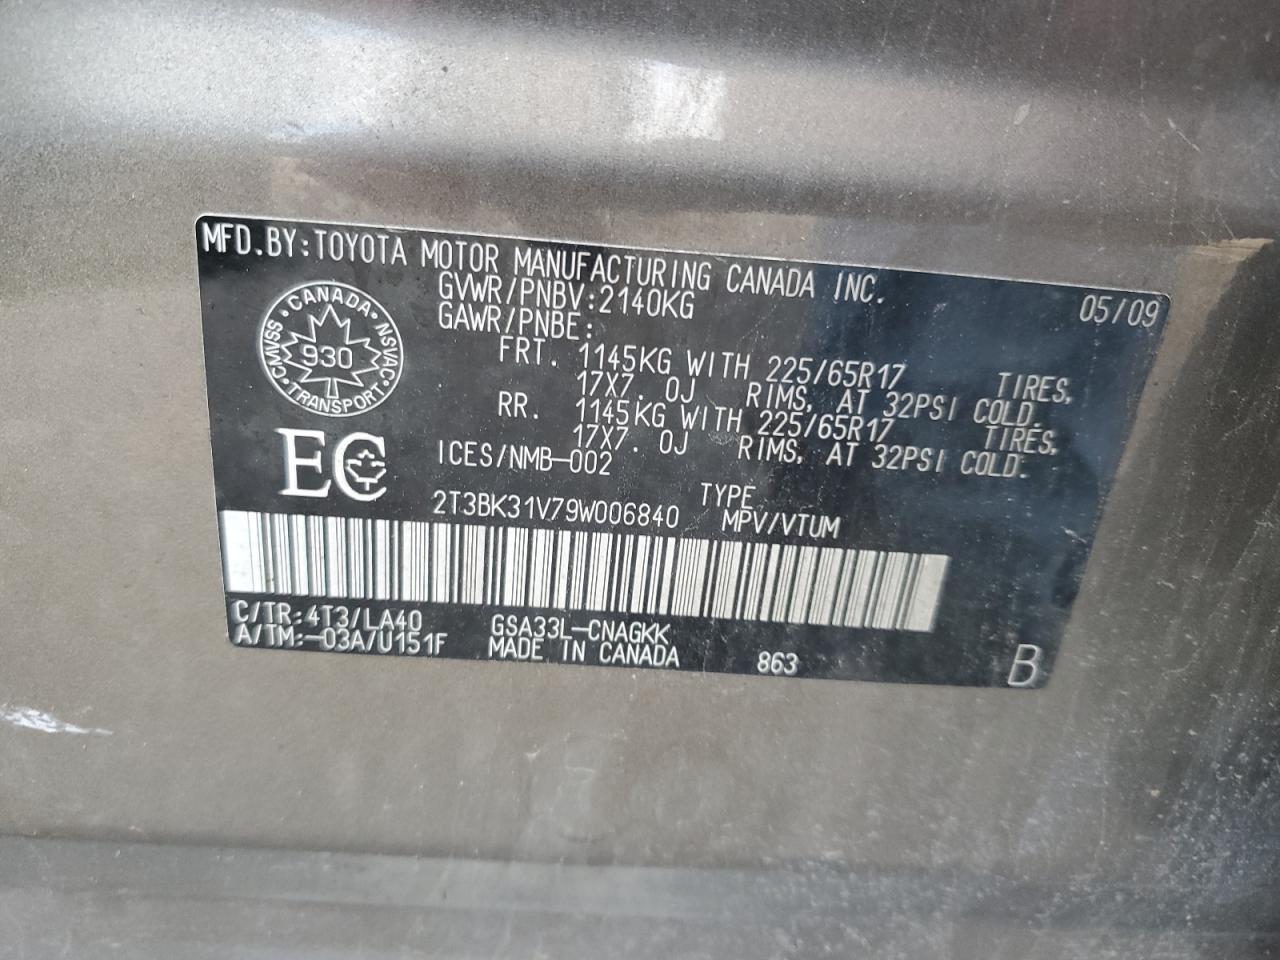 MFD.BY:TOYOTA MOTOR MANUFACTURING CANADA INC.
05/09
GVWR/PNBV:2140KG
GAWR/PNBE:
FRT. 1145KG WITH 225/65R17 TIRES,
17X7.0J RIMS, AT 32PSI COLD.
RR. 1145KG WITH 225/65R17 TIRES,
17X7.0J RIMS, AT 32PSI COLD.
CANADA
CMVSS 930 NSVAC
TRANSPORT
EC ICES/NMB-002
2T3BK31V79W006840 TYPE
MPV/VTUM
C/TR:4T3/LA40 GSA33L-CNAGKK
A/TM:-03A/U151F MADE IN CANADA 863 B